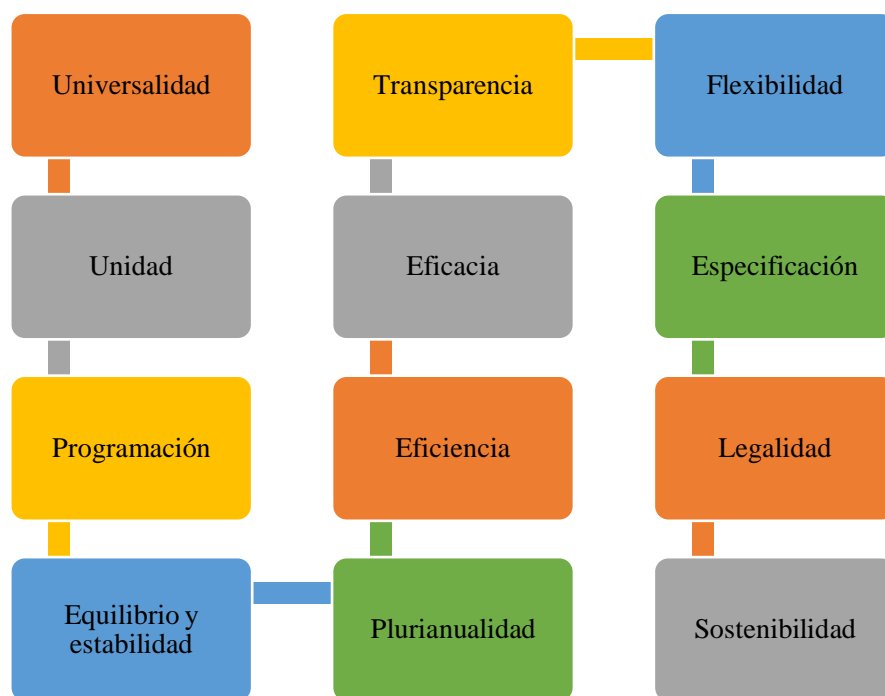 Universalidad
Unidad
Programación
Equilibrio y
estabilidad
Plurianualidad
Eficiencia
Eficacia
Transparencia
Flexibilidad
Especificación
Legalidad
Sostenibilidad